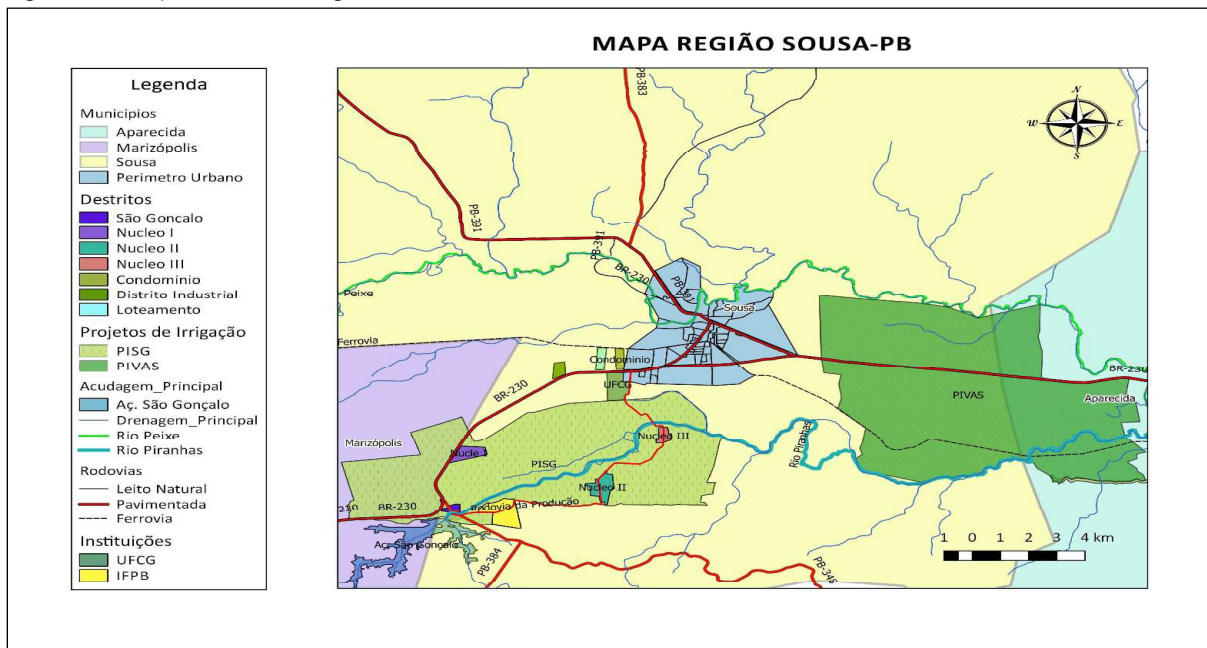 MAPA REGIÃO SOUSA-PB
Legenda
Municipios
Aparecida
Marizópolis
Sousa
Perimetro Urbano
Destritos
São Gonçalo
Nucleo I
Nucleo II
Nucleo III
Condominio
Distrito Industrial
Loteamento
Projetos de Irrigação
PISG
PIVAS
Acudagem_Principal
Aç. São Gonçalo
Drenagem_Principal
Rio Peixe
Rio Piranhas
Rodovias
Leito Natural
Pavimentada
Ferrovia
Instituições
UFCG
IFPB
PB-383
N
W
E
S
PB-391
PB-391
BR-230
PB-391
Sousa
Peixe
Ferrovia
Condominio
UFCG
BR-230
BR-230
PIVAS
Aparecida
Marizópolis
Nucleo III
PISG
Rio Piranhas
Nucleo II
230
BR-230
Rodovia da Produção
Aç. São Gonçalo
PB-384
1 0 1 2 3 4 km